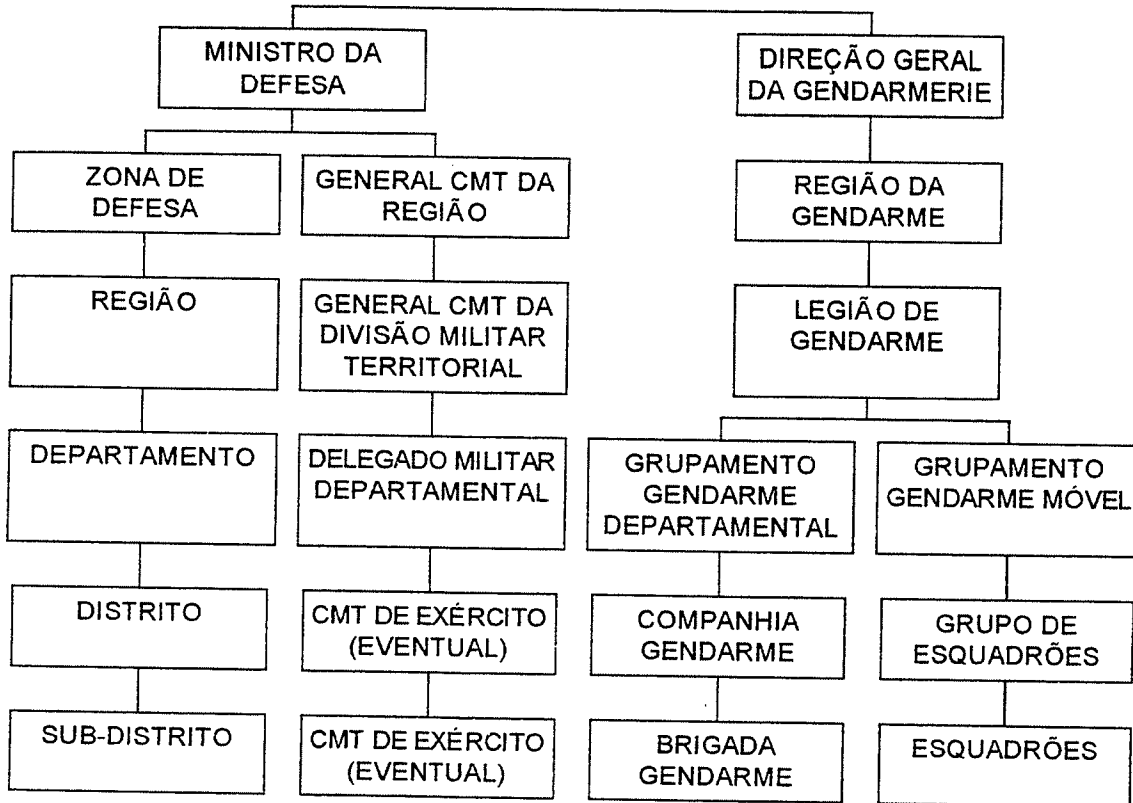 MINISTRO DA
DEFESA
DIREÇÃO GERAL
DA GENDARMERIE
ZONA DE
DEFESA
GENERAL CMT DA
REGIÃO
REGIÃO DA
GENDARME
REGIÃO
GENERAL CMT DA
DIVISÃO MILITAR
TERRITORIAL
LEGIÃO DE
GENDARME
DEPARTAMENTO
DELEGADO MILITAR
DEPARTAMENTAL
GRUPAMENTO
GENDARME
DEPARTAMENTAL
GRUPAMENTO
GENDARME MÓVEL
DISTRITO
CMT DE EXÉRCITO
(EVENTUAL)
COMPANHIA
GENDARME
GRUPO DE
ESQUADRÕES
SUB-DISTRITO
CMT DE EXÉRCITO
(EVENTUAL)
BRIGADA
GENDARME
ESQUADRÕES